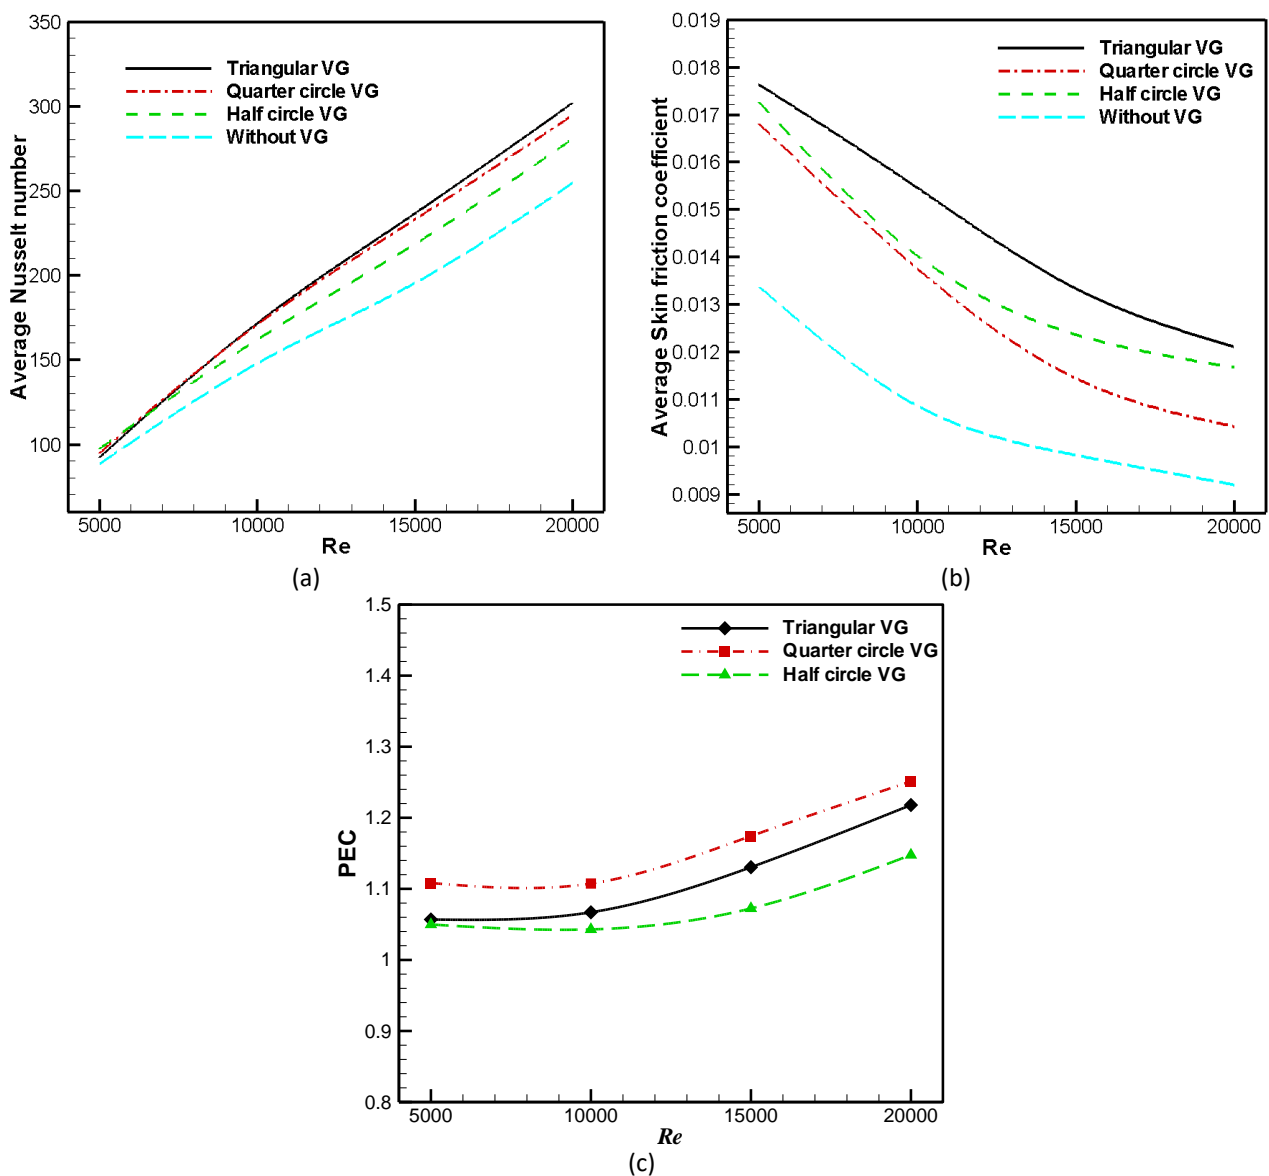 350
300
250
200
150
100
5000
10000
15000
20000
Average Nusselt number
Re
Triangular VG
Quarter circle VG
Half circle VG
Without VG
(a)
0.019
0.018
0.017
0.016
0.015
0.014
0.013
0.012
0.011
0.01
0.009
5000
10000
15000
20000
Average Skin friction coefficient
Re
Triangular VG
Quarter circle VG
Half circle VG
Without VG
(b)
1.5
1.4
1.3
1.2
1.1
1
0.9
0.8
5000
10000
15000
20000
PEC
Re
Triangular VG
Quarter circle VG
Half circle VG
(c)